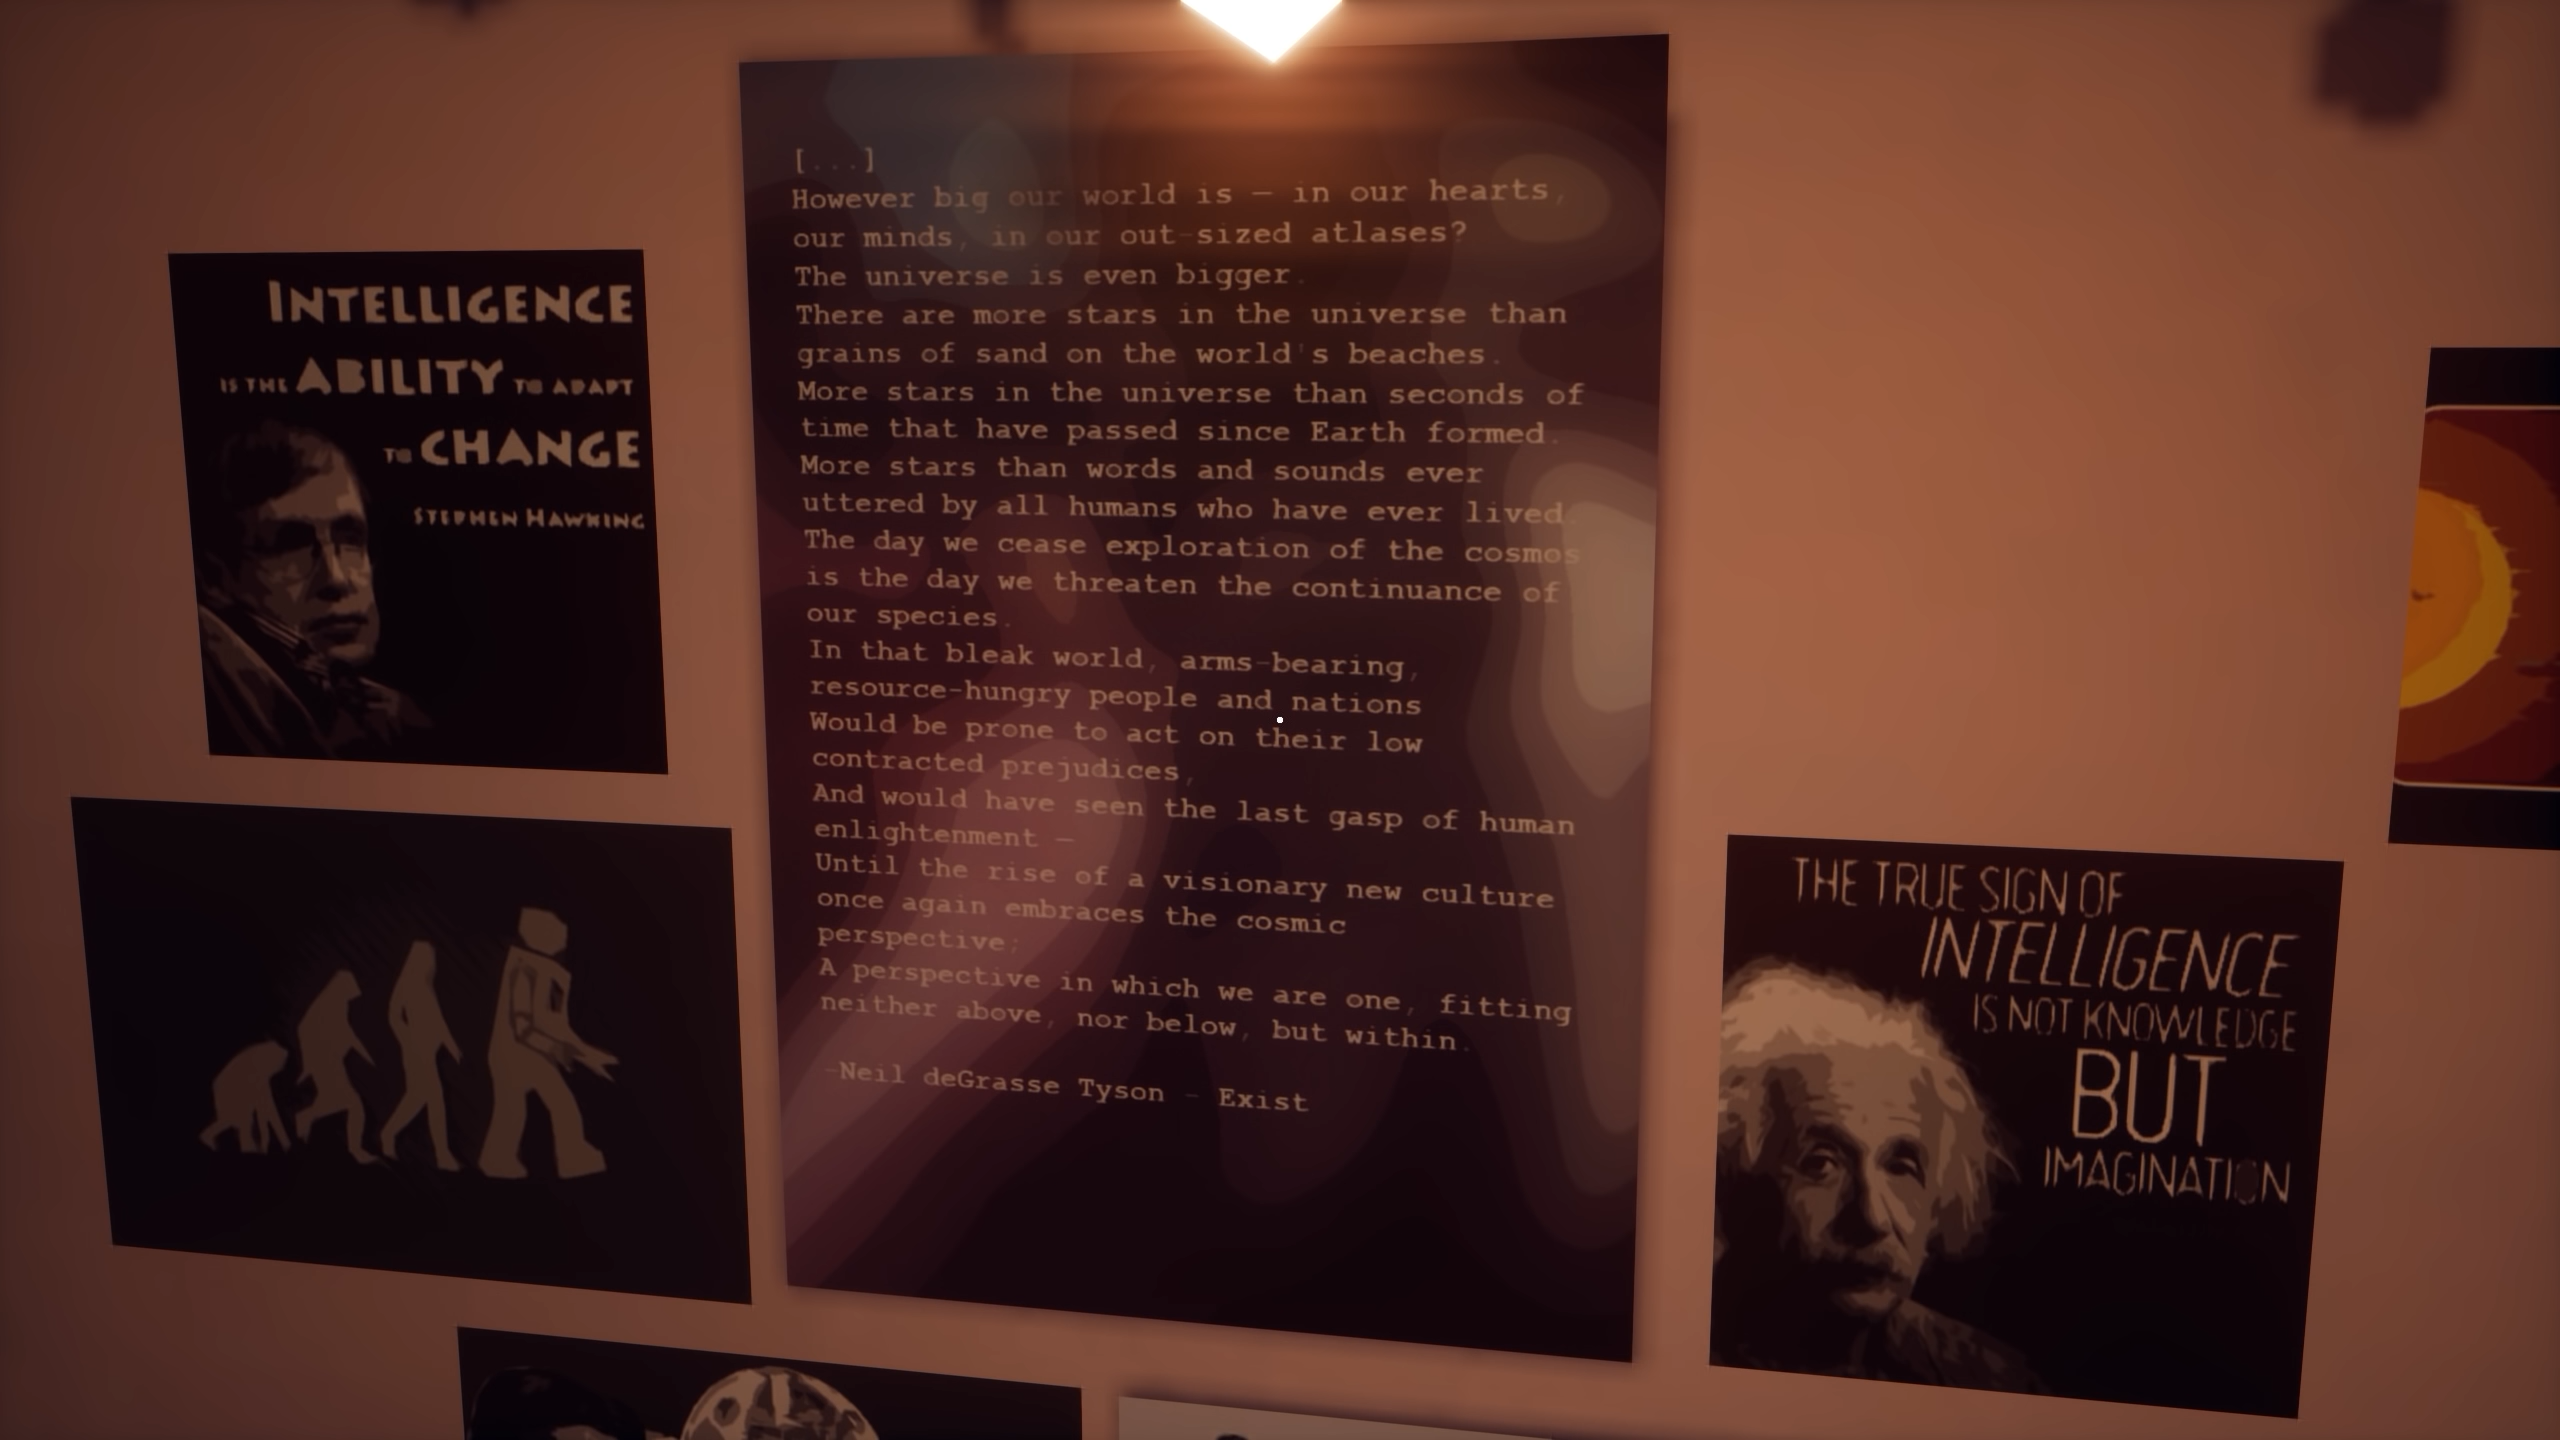 INTELLIGENCE
IS THE ABILITY TO ADAPT
TO CHANGE
STEPHEN HAWKING
[...]
However big our world is — in our hearts,
our minds, in our out-sized atlases?
The universe is even bigger.
There are more stars in the universe than
grains of sand on the world's beaches.
More stars in the universe than seconds of
time that have passed since Earth formed.
More stars than words and sounds ever
uttered by all humans who have ever lived.
The day we cease exploration of the cosmos
is the day we threaten the continuance of
our species.
In that bleak world, arms-bearing,
resource-hungry people and nations
Would be prone to act on their low
contracted prejudices,
And would have seen the last gasp of human
enlightenment —
Until the rise of a visionary new culture
once again embraces the cosmic
perspective;
A perspective in which we are one, fitting
neither above, nor below, but within.
-Neil deGrasse Tyson - Exist
THE TRUE SIGN OF
INTELLIGENCE
IS NOT KNOWLEDGE
BUT
IMAGINATION